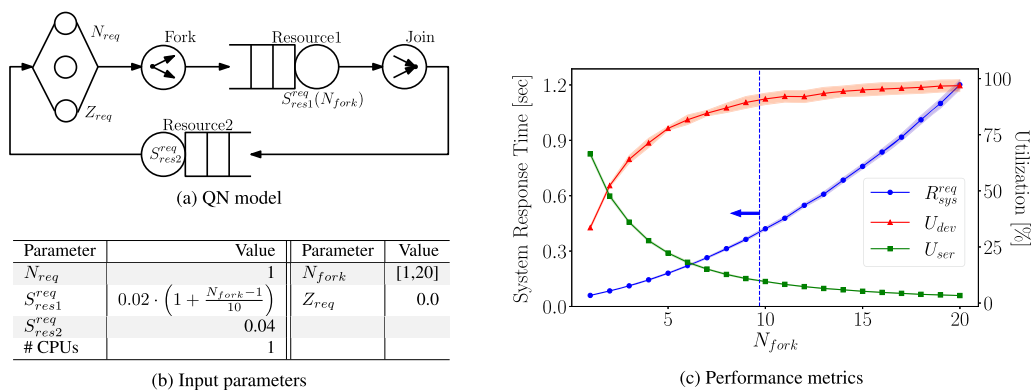 N_req
Fork
Resource1
Join
S^req_res1(N_fork)
Z_req
Resource2
S^req_res2
(a) QN model
Parameter Value Parameter Value
N_req 1 N_fork [1,20]
S^req_res1 0.02 · (1 + (N_fork−1)/10) Z_req 0.0
S^req_res2 0.04
# CPUs 1
(b) Input parameters
System Response Time [sec]
1.2
0.9
0.6
0.3
0.0
5 10 15 20
N_fork
100
75
50
25
0
Utilization [%]
R^req_sys
U_dev
U_ser
(c) Performance metrics